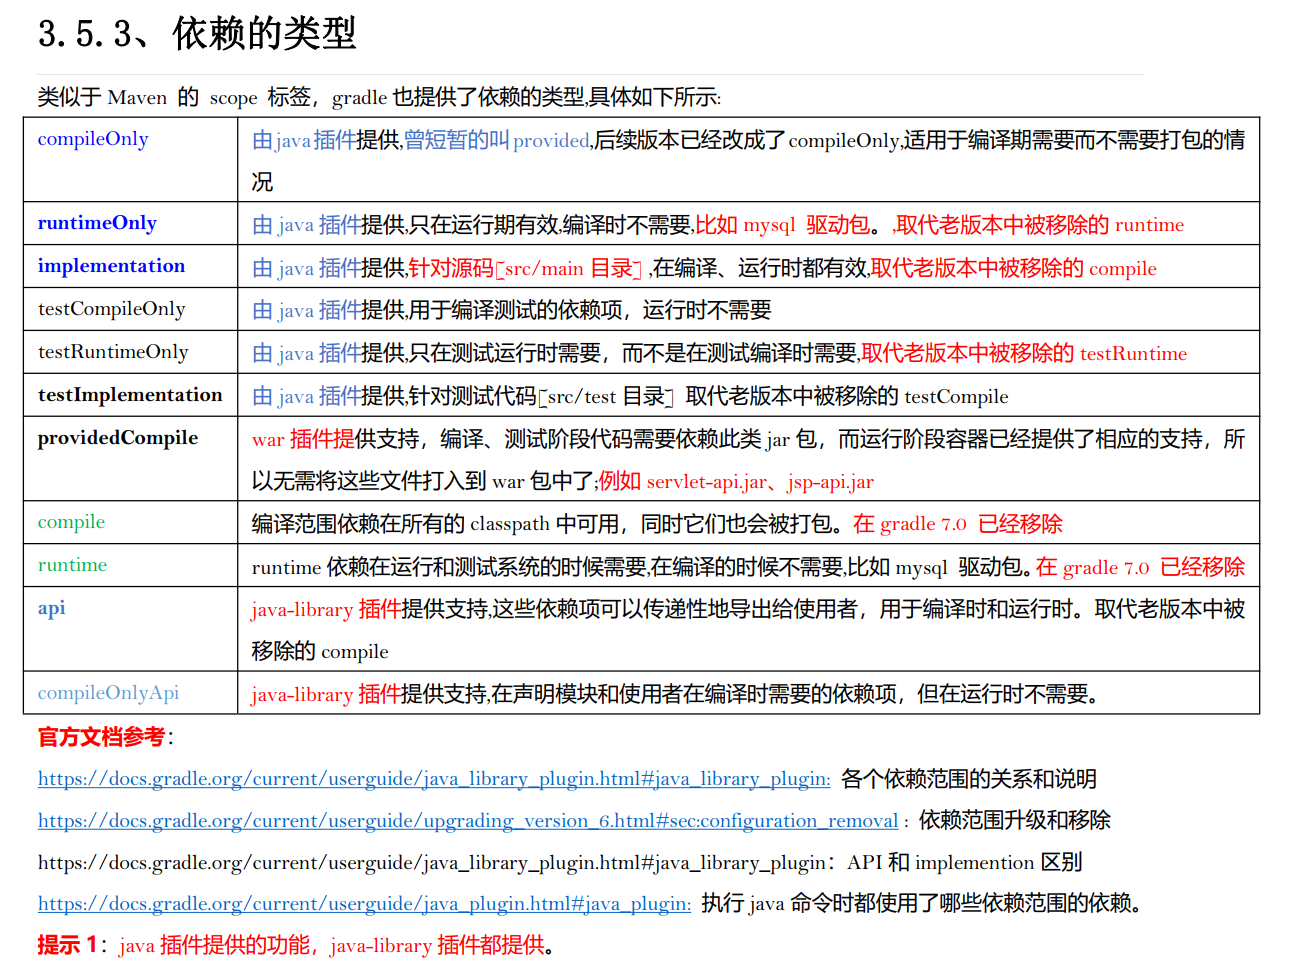 3.5.3、依赖的类型
类似于 Maven 的 scope 标签，gradle 也提供了依赖的类型,具体如下所示:
compileOnly
由 java 插件提供,曾短暂的叫 provided,后续版本已经改成了 compileOnly,适用于编译期需要而不需要打包的情
况
runtimeOnly
由 java 插件提供,只在运行期有效,编译时不需要,比如 mysql 驱动包。,取代老版本中被移除的 runtime
implementation
由 java 插件提供,针对源码[src/main 目录] ,在编译、运行时都有效,取代老版本中被移除的 compile
testCompileOnly
由 java 插件提供,用于编译测试的依赖项，运行时不需要
testRuntimeOnly
由 java 插件提供,只在测试运行时需要，而不是在测试编译时需要,取代老版本中被移除的 testRuntime
testImplementation
由 java 插件提供,针对测试代码[src/test 目录] 取代老版本中被移除的 testCompile
providedCompile
war 插件提供支持，编译、测试阶段代码需要依赖此类 jar 包，而运行阶段容器已经提供了相应的支持，所
以无需将这些文件打入到 war 包中了;例如 servlet-api.jar、jsp-api.jar
compile
编译范围依赖在所有的 classpath 中可用，同时它们也会被打包。在 gradle 7.0 已经移除
runtime
runtime 依赖在运行和测试系统的时候需要,在编译的时候不需要,比如 mysql 驱动包。在 gradle 7.0 已经移除
api
java-library 插件提供支持,这些依赖项可以传递性地导出给使用者，用于编译时和运行时。取代老版本中被
移除的 compile
compileOnlyApi
java-library 插件提供支持,在声明模块和使用者在编译时需要的依赖项，但在运行时不需要。
官方文档参考：
https://docs.gradle.org/current/userguide/java_library_plugin.html#java_library_plugin: 各个依赖范围的关系和说明
https://docs.gradle.org/current/userguide/upgrading_version_6.html#sec:configuration_removal : 依赖范围升级和移除
https://docs.gradle.org/current/userguide/java_library_plugin.html#java_library_plugin：API 和 implemention 区别
https://docs.gradle.org/current/userguide/java_plugin.html#java_plugin: 执行 java 命令时都使用了哪些依赖范围的依赖。
提示 1：java 插件提供的功能，java-library 插件都提供。